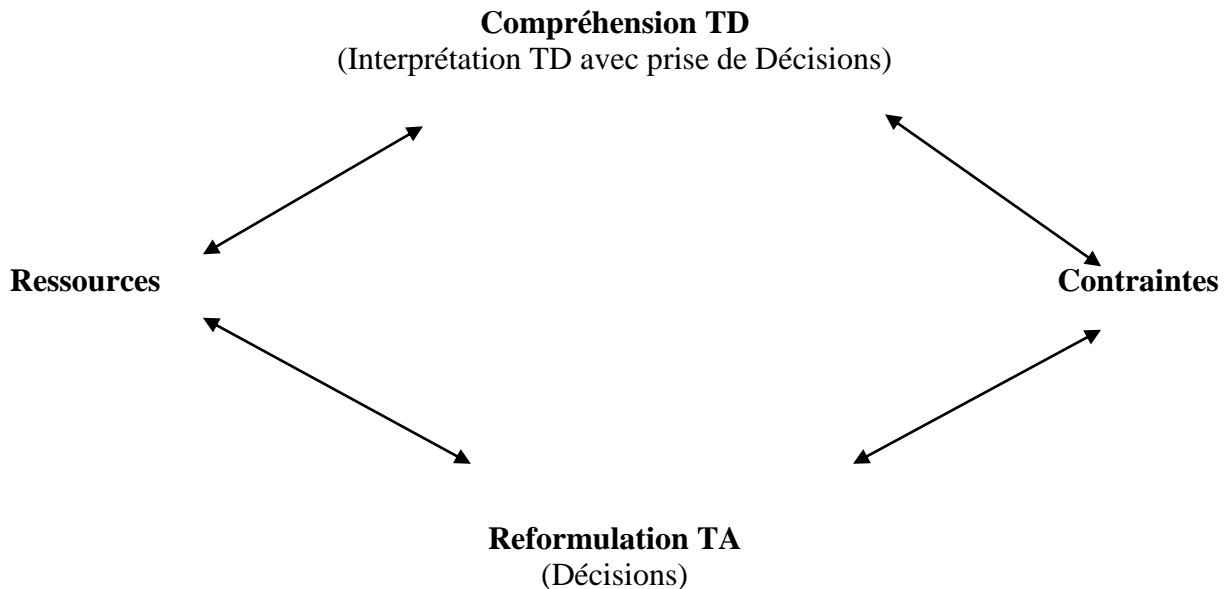 Compréhension TD
(Interprétation TD avec prise de Décisions)
Ressources
Contraintes
Reformulation TA
(Décisions)